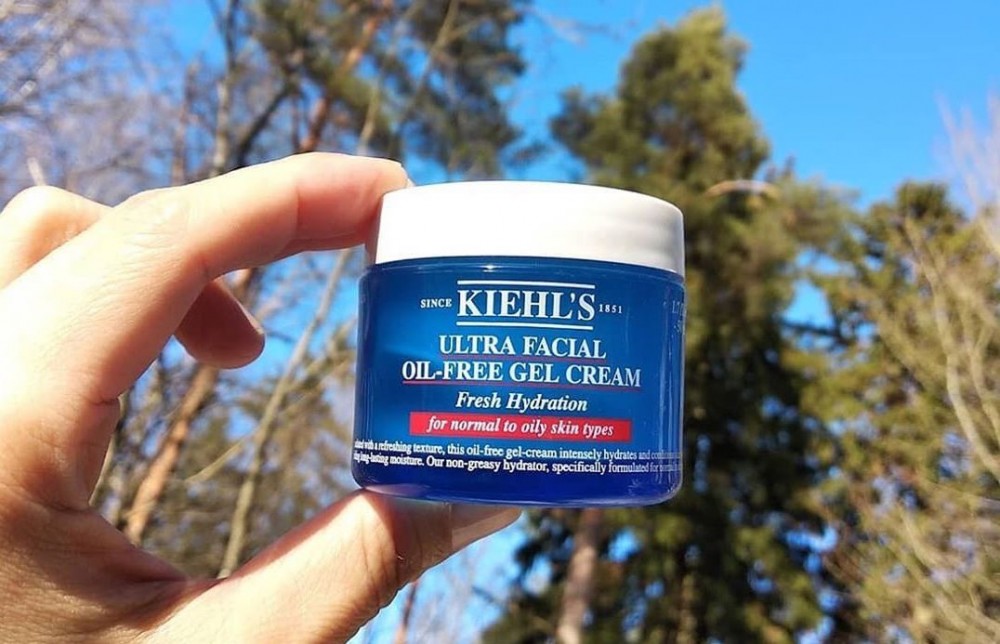 SINCE KIEHL'S 1851
ULTRA FACIAL
OIL-FREE GEL CREAM
Fresh Hydration
for normal to oily skin types
with a refreshing texture, this oil-free gel-cream intensely hydrates and
long-lasting moisture. Our non-greasy hydrator, specifically formulated for